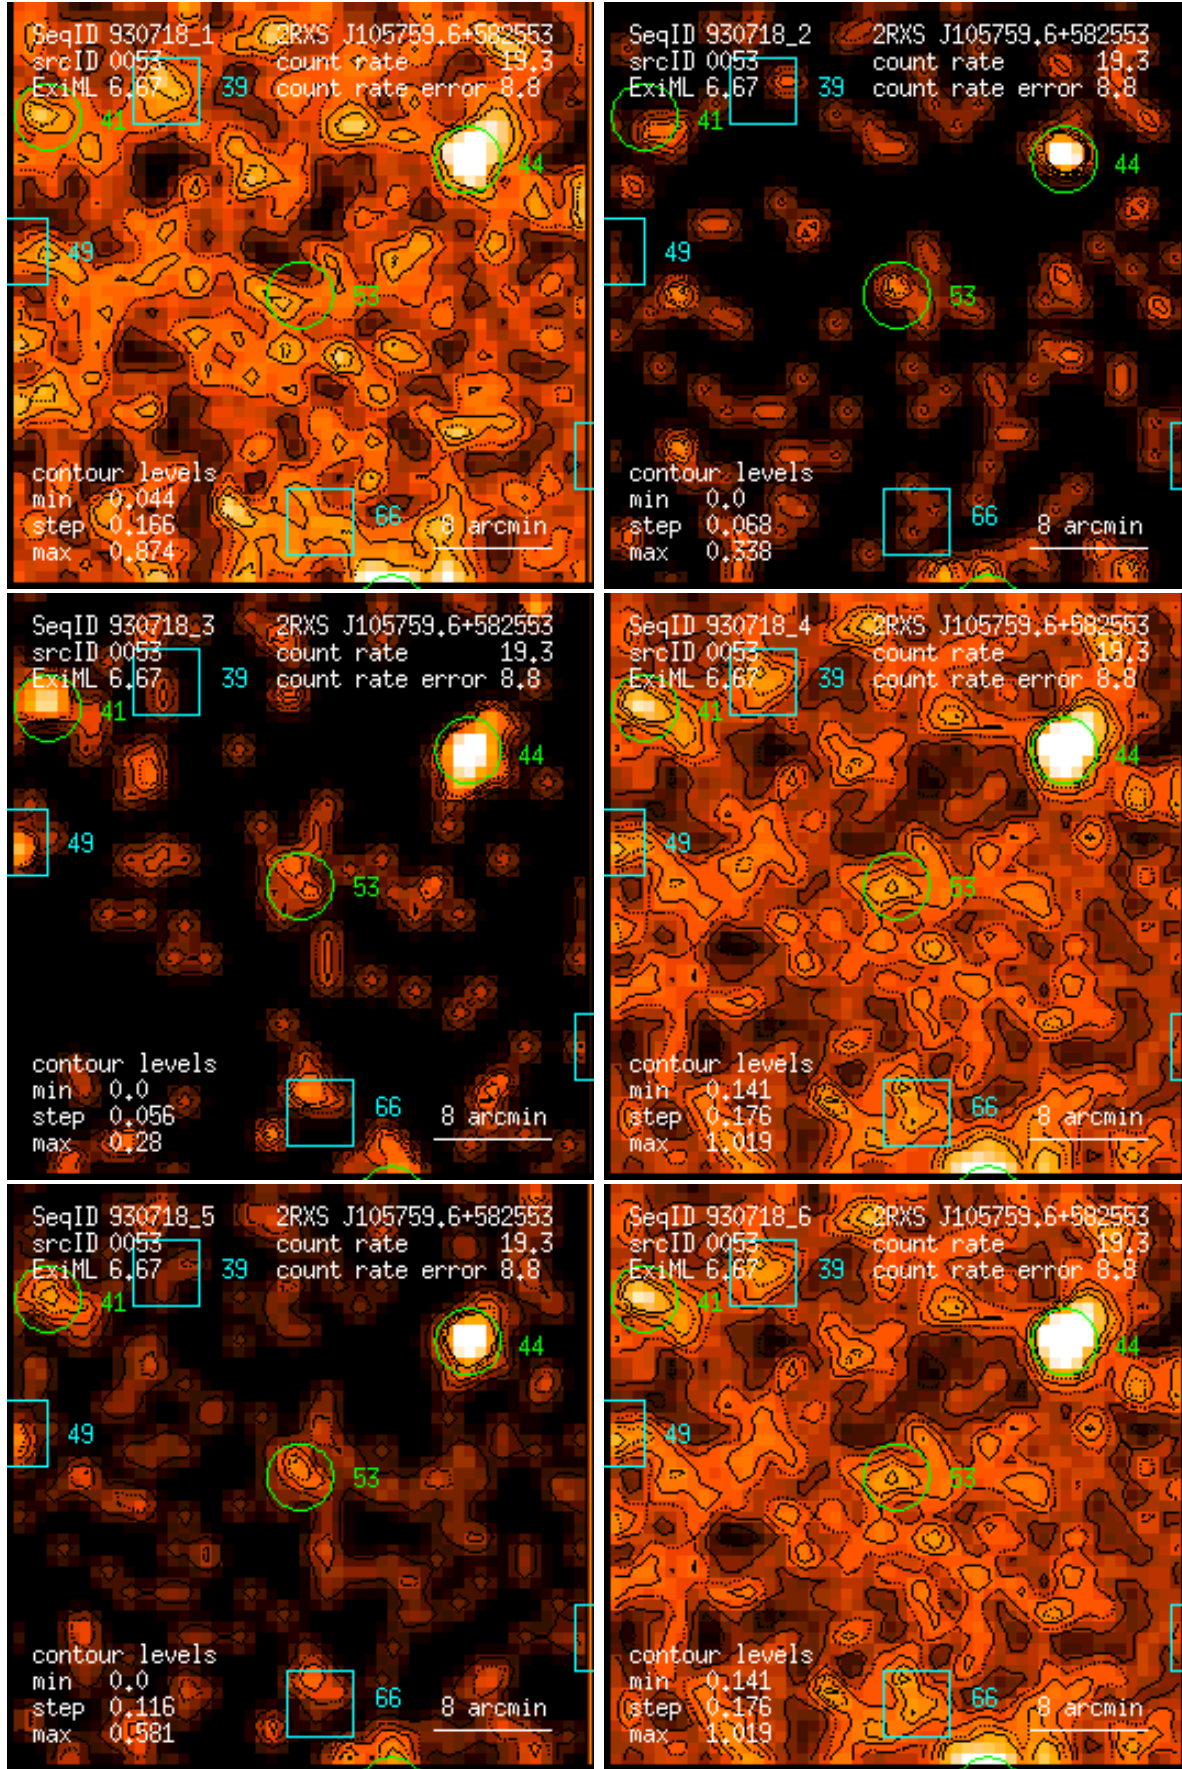 SeqID 930718_1 2RXS J105759.6+582553
srcID 0053 count rate 19.3
ExiML 6.67 39 count rate error 8.8
41
44
49
53
contour levels
min 0.044
step 0.166 66 8 arcmin
max 0.874
SeqID 930718_2 2RXS J105759.6+582553
srcID 0053 count rate 19.3
ExiML 6.67 39 count rate error 8.8
41
44
49
53
contour levels
min 0.0
step 0.068 66 8 arcmin
max 0.338
SeqID 930718_3 2RXS J105759.6+582553
srcID 0053 count rate 19.3
ExiML 6.67 39 count rate error 8.8
41
44
49
53
contour levels
min 0.0
step 0.056 66 8 arcmin
max 0.28
SeqID 930718_4 2RXS J105759.6+582553
srcID 0053 count rate 19.3
ExiML 6.67 39 count rate error 8.8
41
44
49
53
contour levels
min 0.141
step 0.176 66 8 arcmin
max 1.019
SeqID 930718_5 2RXS J105759.6+582553
srcID 0053 count rate 19.3
ExiML 6.67 39 count rate error 8.8
41
44
49
53
contour levels
min 0.0
step 0.116 66 8 arcmin
max 0.581
SeqID 930718_6 2RXS J105759.6+582553
srcID 0053 count rate 19.3
ExiML 6.67 39 count rate error 8.8
41
44
49
53
contour levels
min 0.141
step 0.176 66 8 arcmin
max 1.019